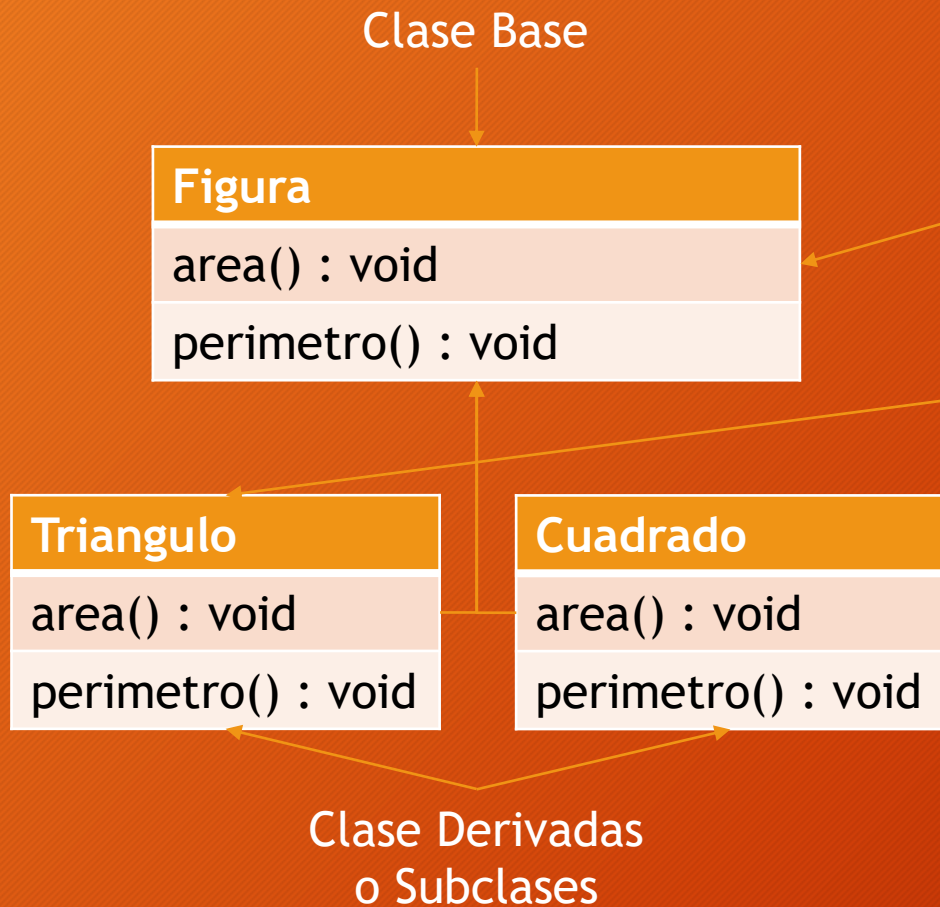 Clase Base
Figura
area() : void
perimetro() : void
Triangulo
area() : void
perimetro() : void
Cuadrado
area() : void
perimetro() : void
Clase Derivadas
o Subclases